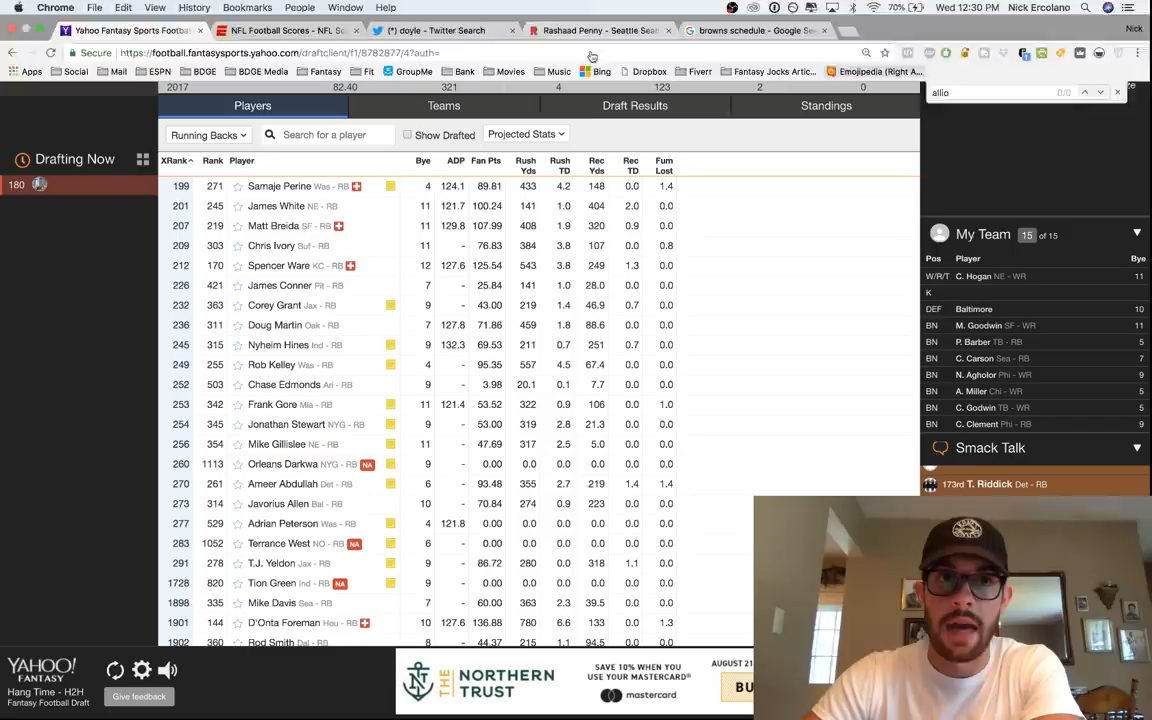 Chrome File Edit View History Bookmarks People Window Help 70% Wed 12:30 PM Nick Ercolano
Yahoo Fantasy Sports Footbal × NFL Football Scores - NFL Sc × (*) doyle - Twitter Search × Rashaad Penny - Seattle Sea × browns schedule - Google Se × Nick
Secure https://football.fantasysports.yahoo.com/draftclient/f1/8782877/4?auth=
Apps Social Mail ESPN BDGE BDGE Media Fantasy Fit GroupMe Bank Movies Music Bing Dropbox Fiverr Fantasy Jocks Artic... Emojipedia (Right A...
2017 82.40 321 4 123 2 0
allio 0/0
Players Teams Draft Results Standings
Running Backs Search for a player Show Drafted Projected Stats
Drafting Now
180
XRank Rank Player Bye ADP Fan Pts Rush Yds Rush TD Rec Yds Rec TD Fum Lost
199 271 Samaje Perine Was - RB 4 124.1 89.81 433 4.2 148 0.0 1.4
201 245 James White NE - RB 11 121.7 100.24 141 1.0 404 2.0 0.0
207 219 Matt Breida SF - RB 11 129.8 107.99 408 1.9 320 0.9 0.0
209 303 Chris Ivory Buf - RB 11 - 76.83 384 3.8 107 0.0 0.8
212 170 Spencer Ware KC - RB 12 127.6 125.54 543 3.8 249 1.3 0.0
226 421 James Conner Pit - RB 7 - 25.84 141 1.0 28.0 0.0 0.0
232 363 Corey Grant Jax - RB 9 - 43.00 219 1.4 46.9 0.7 0.0
236 311 Doug Martin Oak - RB 7 127.8 71.86 459 1.8 88.6 0.0 0.0
245 315 Nyheim Hines Ind - RB 9 132.3 69.53 211 0.7 251 0.7 0.0
249 255 Rob Kelley Was - RB 4 - 95.35 557 4.5 67.4 0.0 0.0
252 503 Chase Edmonds Ari - RB 9 - 3.98 20.1 0.1 7.7 0.0 0.0
253 342 Frank Gore Mia - RB 11 121.4 53.52 322 0.9 106 0.0 1.0
254 345 Jonathan Stewart NYG - RB 9 - 53.00 319 2.8 21.3 0.0 0.0
256 354 Mike Gillislee NE - RB 11 - 47.69 317 2.5 5.0 0.0 0.0
260 1113 Orleans Darkwa NYG - RB NA 9 - 0.00 0.00 0.0 0.00 0.0 0.0
270 261 Ameer Abdullah Det - RB 6 - 93.48 355 2.7 219 1.4 1.4
273 314 Javorius Allen Bal - RB 10 - 70.84 274 0.9 223 0.0 0.0
277 529 Adrian Peterson Was - RB 4 121.8 0.00 0.00 0.0 0.00 0.0 0.0
283 1052 Terrance West NO - RB NA 6 - 0.00 0.00 0.0 0.00 0.0 0.0
291 278 T.J. Yeldon Jax - RB 9 - 86.72 280 0.0 318 1.1 0.0
1728 820 Tion Green Ind - RB NA 9 - 0.00 0.00 0.0 0.00 0.0 0.0
1898 335 Mike Davis Sea - RB 7 - 60.00 363 2.3 39.5 0.0 0.0
1901 144 D'Onta Foreman Hou - RB 10 127.6 136.88 780 6.6 133 0.0 1.3
1902 360 Rod Smith Dal - RB 8 - 44.37 215 1.1 94.5 0.0 0.0
My Team 15 of 15
Pos Player Bye
W/R/T C. Hogan NE - WR 11
K
DEF Baltimore 10
BN M. Goodwin SF - WR 11
BN P. Barber TB - RB 5
BN C. Carson Sea - RB 7
BN N. Agholor Phi - WR 9
BN A. Miller Chi - WR 5
BN C. Godwin TB - WR 5
BN C. Clement Phi - RB 9
Smack Talk
173rd T. Riddick Det - RB
YAHOO!
FANTASY
Hang Time - H2H
Fantasy Football Draft
Give feedback
THE NORTHERN TRUST
SAVE 10% WHEN YOU
USE YOUR MASTERCARD®
mastercard.
AUGUST 21
BU